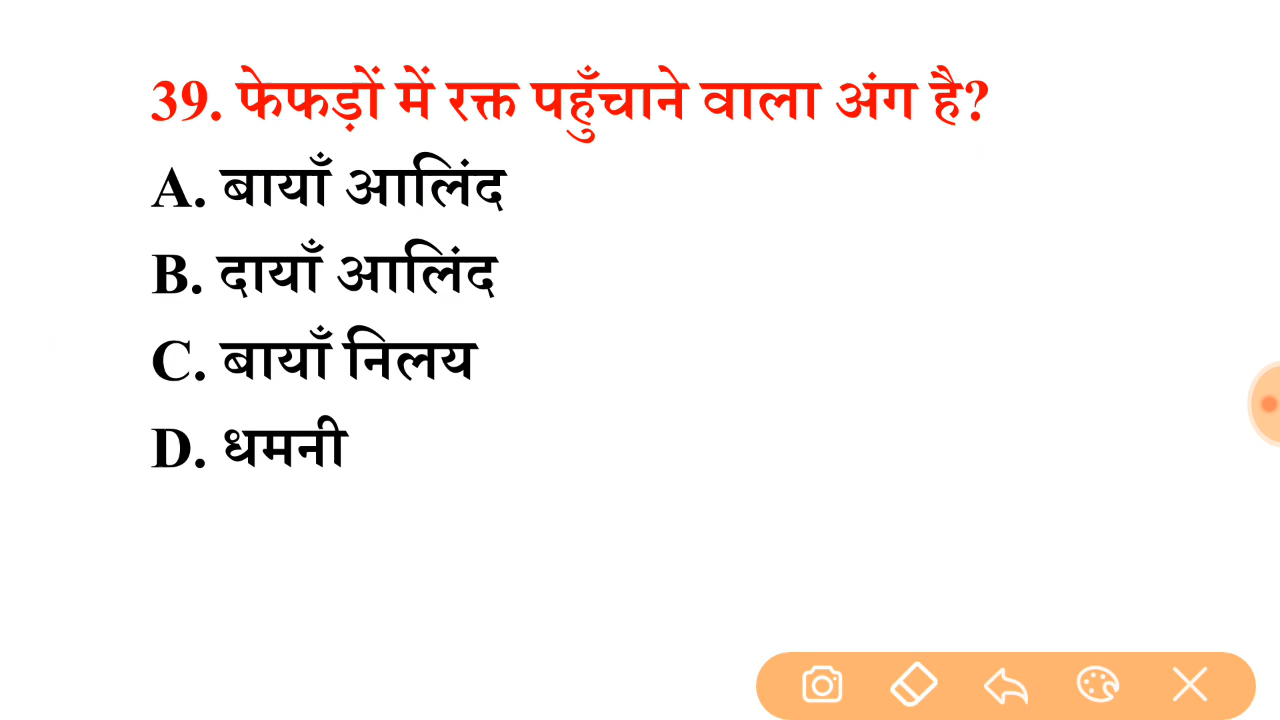 39. फेफड़ों में रक्त पहुँचाने वाला अंग है?
A. बायाँ आलिंद
B. दायाँ आलिंद
C. बायाँ निलय
D. धमनी